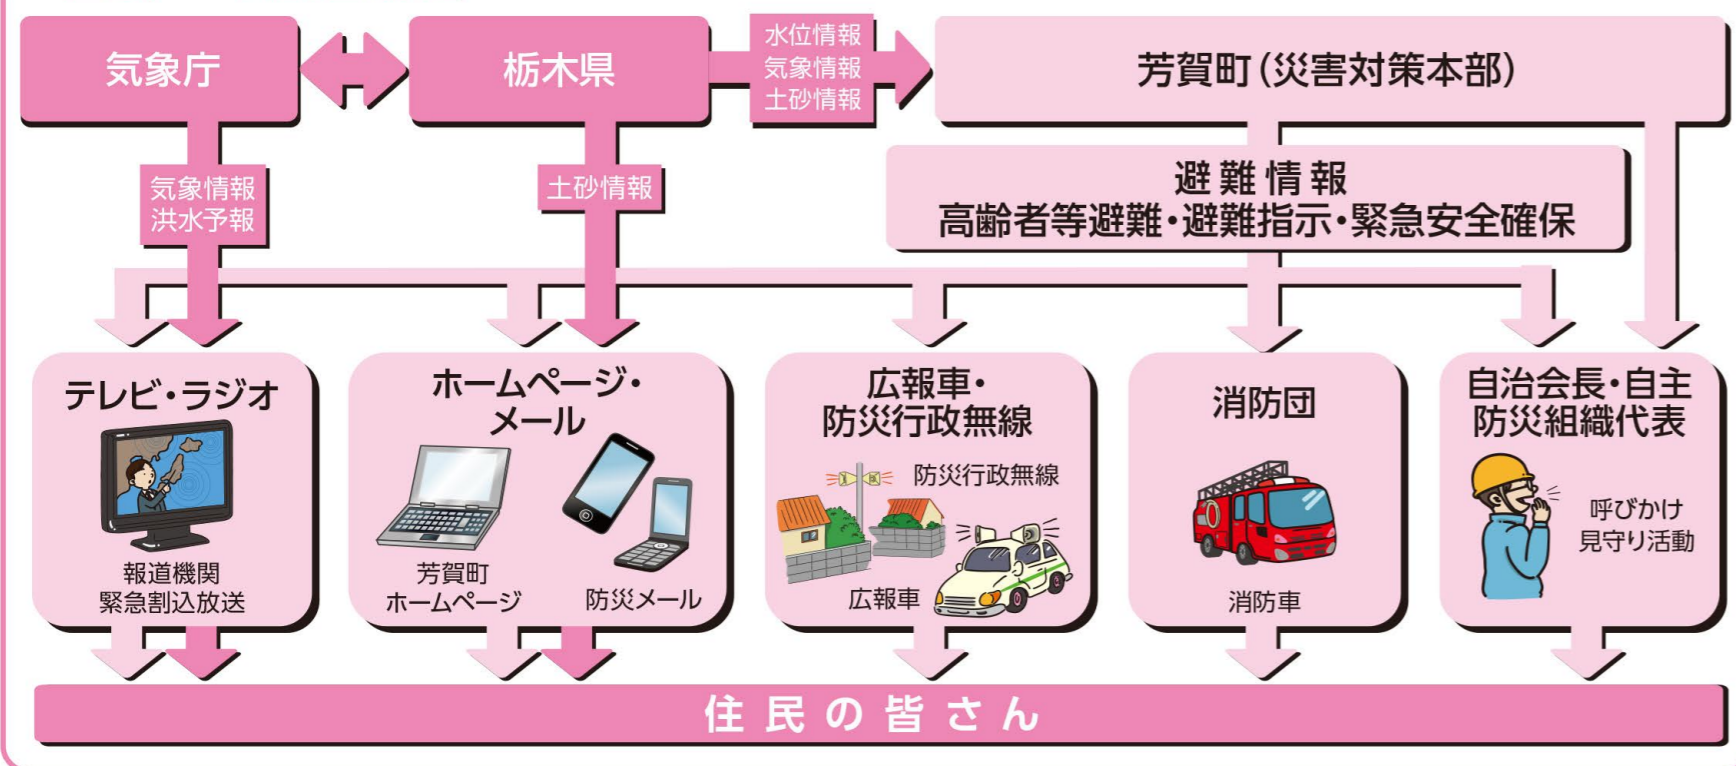 気象庁
栃木県
水位情報
気象情報
土砂情報
芳賀町(災害対策本部)
気象情報
洪水予報
土砂情報
避難情報
高齢者等避難・避難指示・緊急安全確保
テレビ・ラジオ
報道機関
緊急割込放送
ホームページ・
メール
芳賀町
ホームページ
防災メール
広報車・
防災行政無線
防災行政無線
広報車
消防団
消防車
自治会長・自主
防災組織代表
呼びかけ
見守り活動
住民の皆さん